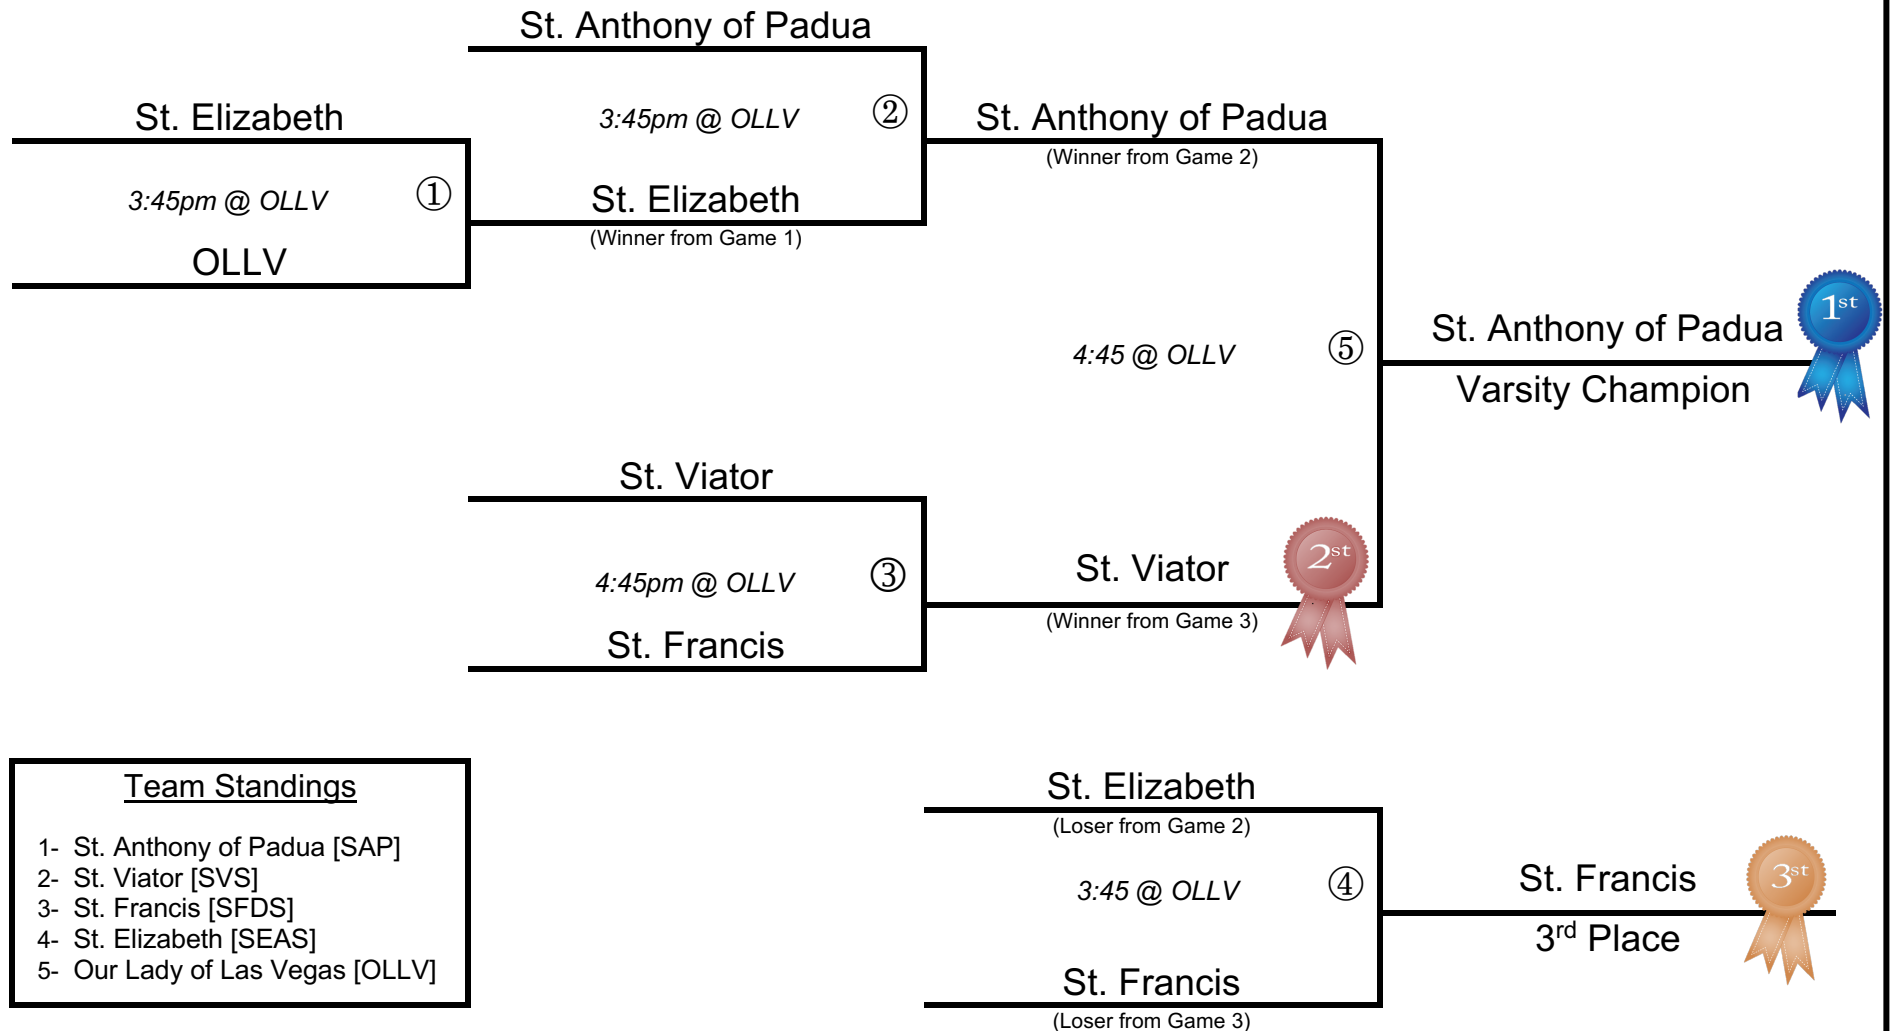 St. Anthony of Padua
3:45pm @ OLLV
②
St. Elizabeth
(Winner from Game 1)
St. Elizabeth
3:45pm @ OLLV
①
OLLV
St. Anthony of Padua
(Winner from Game 2)
4:45 @ OLLV
⑤
St. Anthony of Padua
Varsity Champion
1st
St. Viator
4:45pm @ OLLV
③
St. Francis
St. Viator
(Winner from Game 3)
2st
Team Standings
1- St. Anthony of Padua [SAP]
2- St. Viator [SVS]
3- St. Francis [SFDS]
4- St. Elizabeth [SEAS]
5- Our Lady of Las Vegas [OLLV]
St. Elizabeth
(Loser from Game 2)
3:45 @ OLLV
④
St. Francis
(Loser from Game 3)
St. Francis
3rd Place
3st